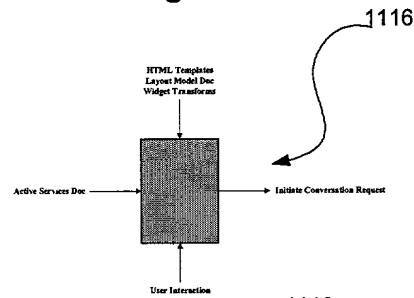 1116
HTML Templates
Layout Model Doc
Widget Transforms
Active Services Doc
Initiate Conversation Request
User Interaction